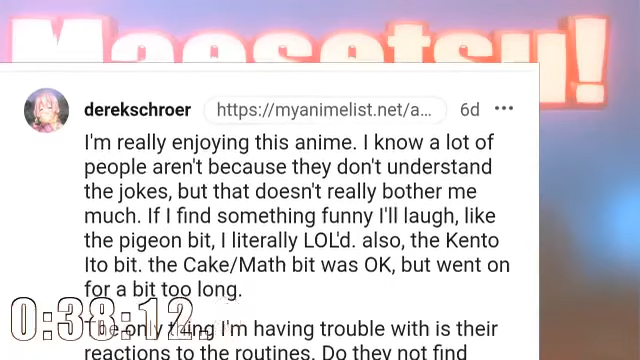 Maesetsu!
derekschroer https://myanimelist.net/a... 6d ...
I'm really enjoying this anime. I know a lot of
people aren't because they don't understand
the jokes, but that doesn't really bother me
much. If I find something funny I'll laugh, like
the pigeon bit, I literally LOL'd. also, the Kento
Ito bit. the Cake/Math bit was OK, but went on
for a bit too long.
0:38:12
The only thing I'm having trouble with is their
reactions to the routines. Do they not find